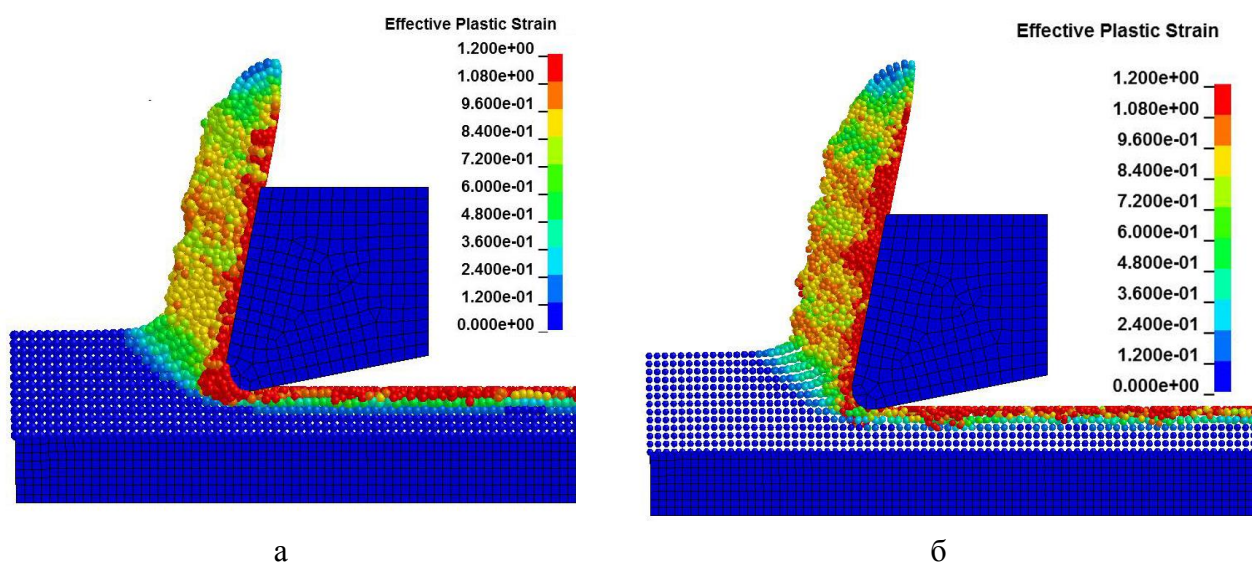 Effective Plastic Strain
1.200e+00
1.080e+00
9.600e-01
8.400e-01
7.200e-01
6.000e-01
4.800e-01
3.600e-01
2.400e-01
1.200e-01
0.000e+00
а
Effective Plastic Strain
1.200e+00
1.080e+00
9.600e-01
8.400e-01
7.200e-01
6.000e-01
4.800e-01
3.600e-01
2.400e-01
1.200e-01
0.000e+00
б